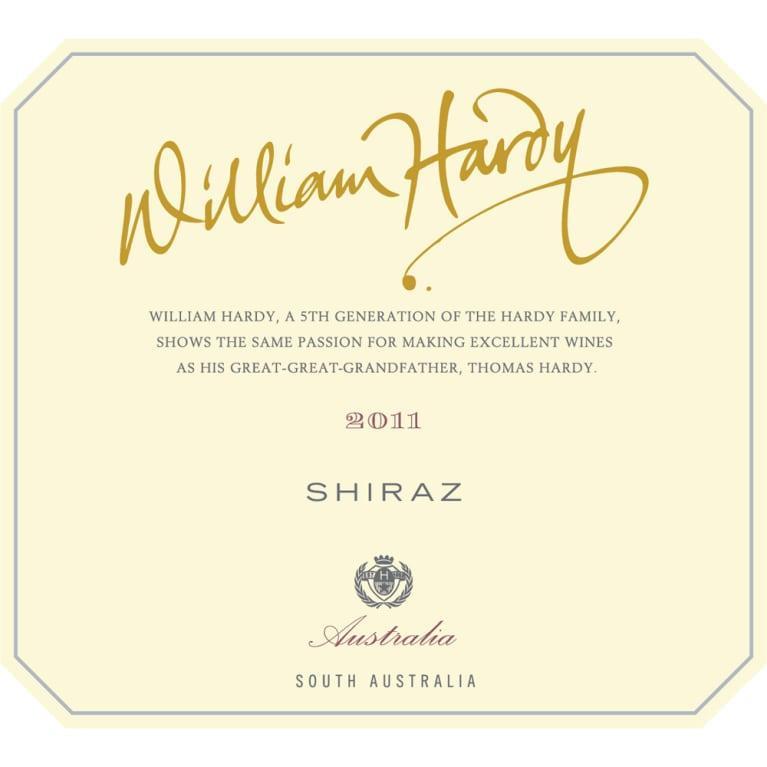 William Hardy
WILLIAM HARDY, A 5TH GENERATION OF THE HARDY FAMILY,
SHOWS THE SAME PASSION FOR MAKING EXCELLENT WINES
AS HIS GREAT-GREAT-GRANDFATHER, THOMAS HARDY.
2011
SHIRAZ
H
Australia
SOUTH AUSTRALIA